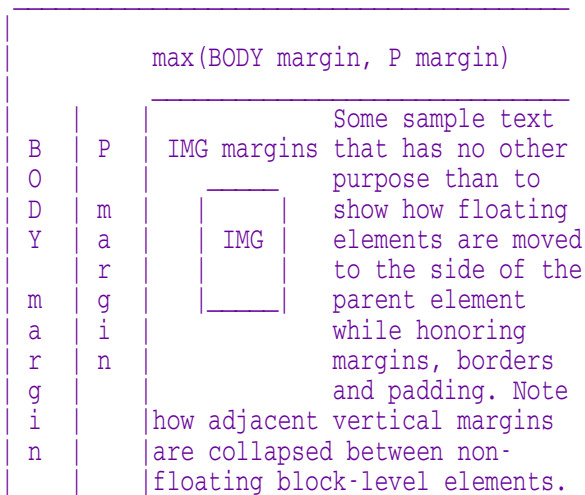 max(BODY margin, P margin)
Some sample text
B P IMG margins that has no other
O purpose than to
D m show how floating
Y a IMG elements are moved
r to the side of the
m g parent element
a i while honoring
r n margins, borders
g and padding. Note
i how adjacent vertical margins
n are collapsed between non-
floating block-level elements.